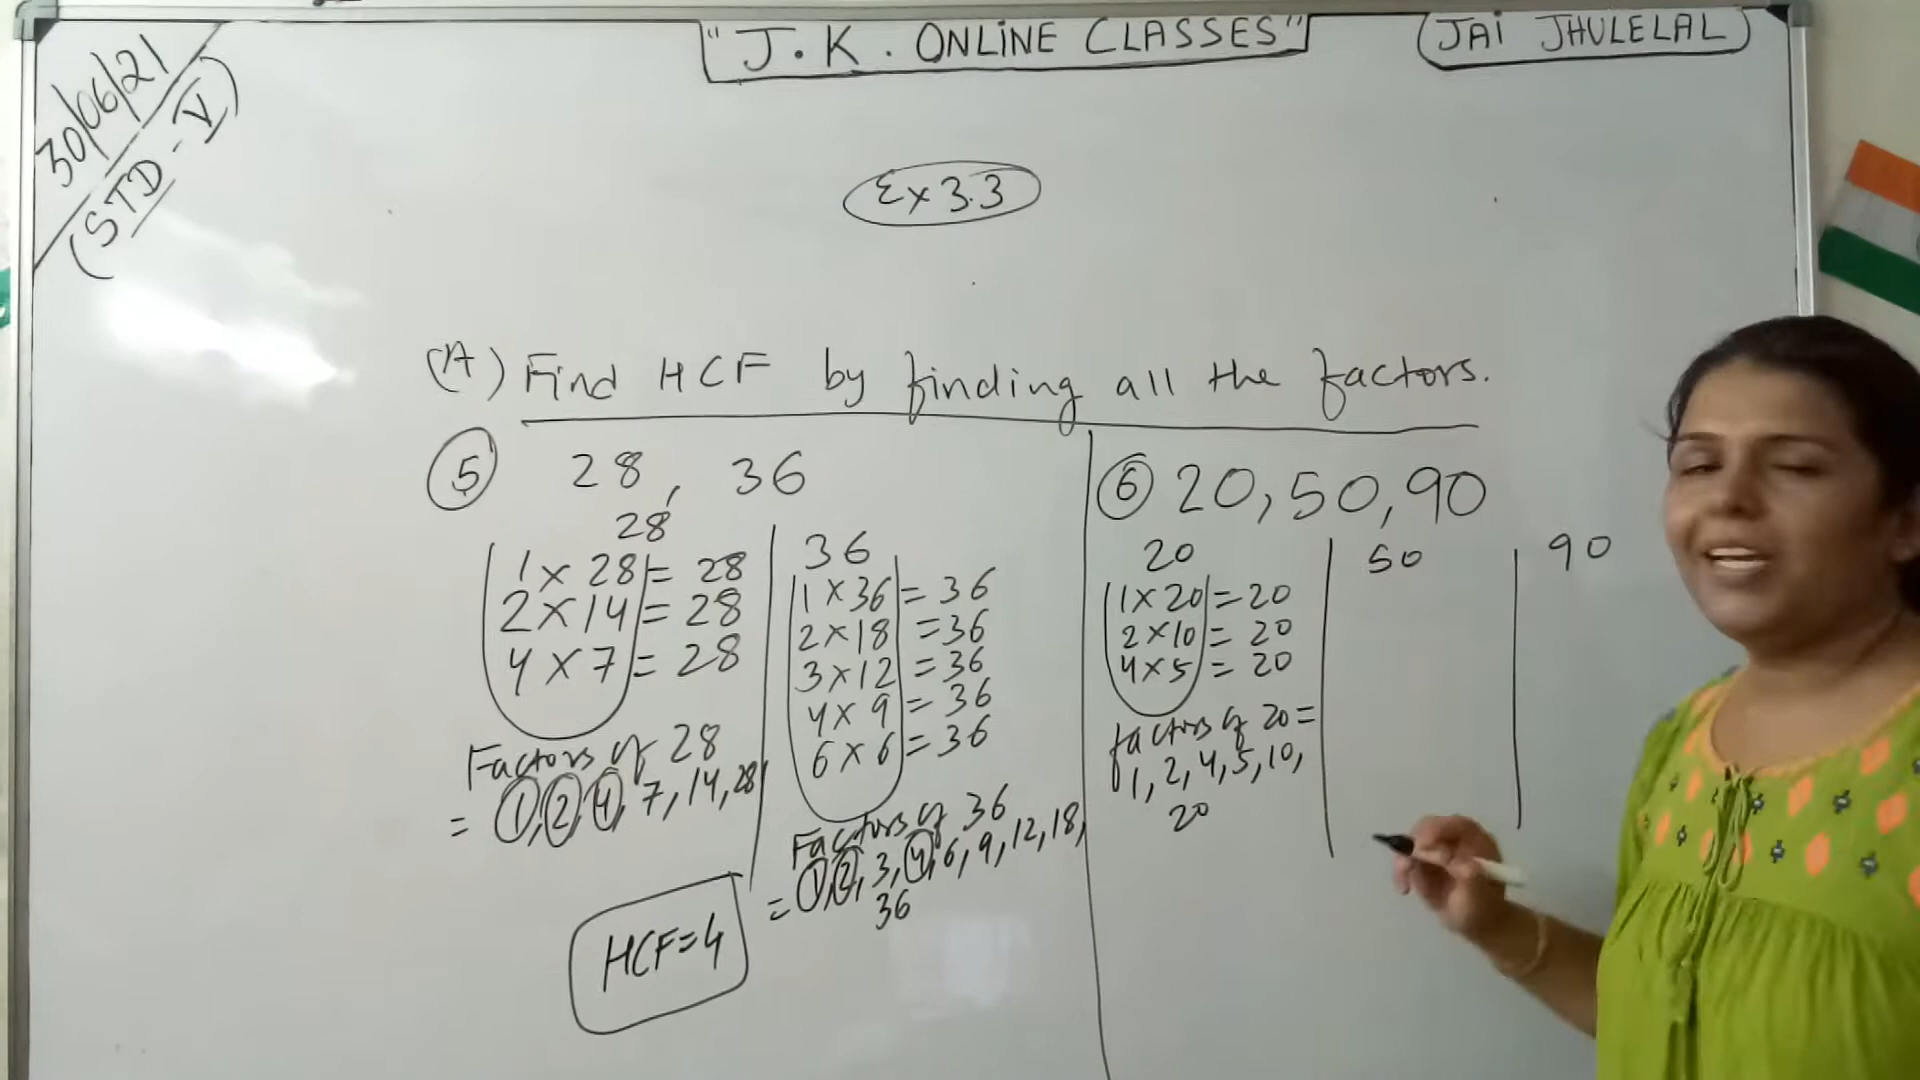 30/06/21
(STD - V)
"J.K. ONLINE CLASSES"
(JAI JHULELAL)
Ex 3.3
(A) Find HCF by finding all the factors.
5 28, 36
28
1 x 28 = 28
2 x 14 = 28
4 x 7 = 28
Factors of 28
= 1, 2, 4, 7, 14, 28
36
1 x 36 = 36
2 x 18 = 36
3 x 12 = 36
4 x 9 = 36
6 x 6 = 36
Factors of 36
= 1, 2, 3, 4, 6, 9, 12, 18,
36
HCF = 4
6 20, 50, 90
20
1 x 20 = 20
2 x 10 = 20
4 x 5 = 20
factors of 20 =
1, 2, 4, 5, 10,
20
50
90